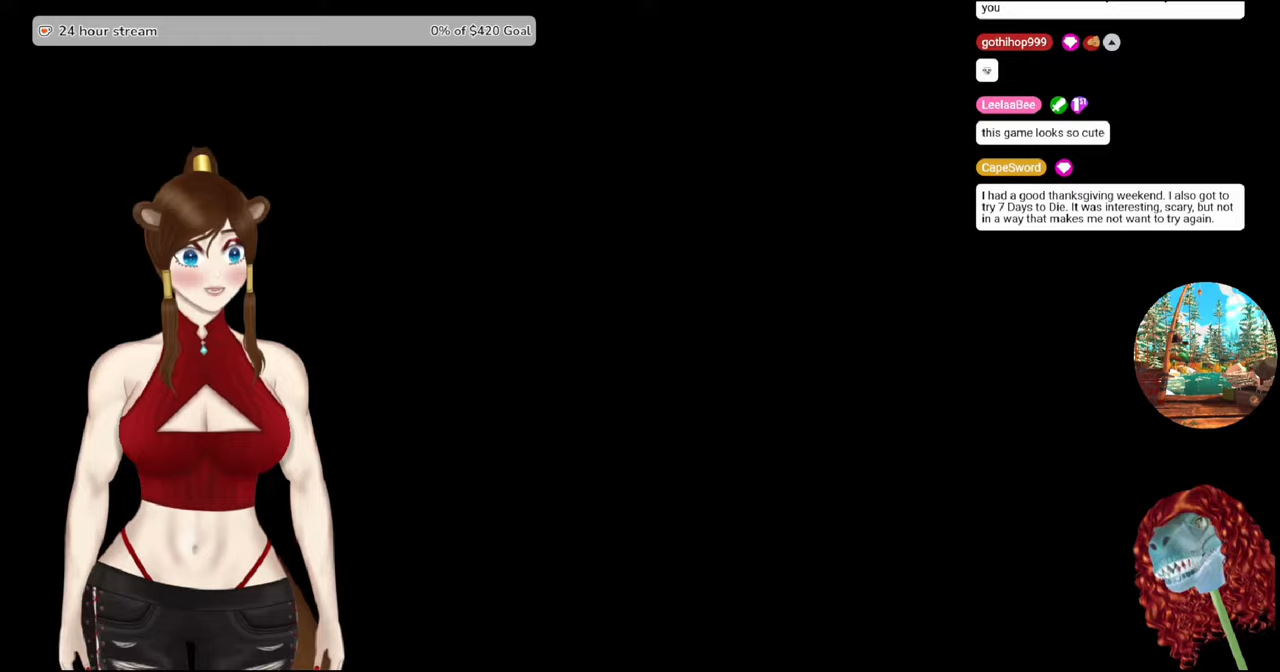 you
24 hour stream
0% of $420 Goal
gothihop999
LeelaaBee
this game looks so cute
CapeSword
I had a good thanksgiving weekend. I also got to
try 7 Days to Die. It was interesting, scary, but not
in a way that makes me not want to try again.